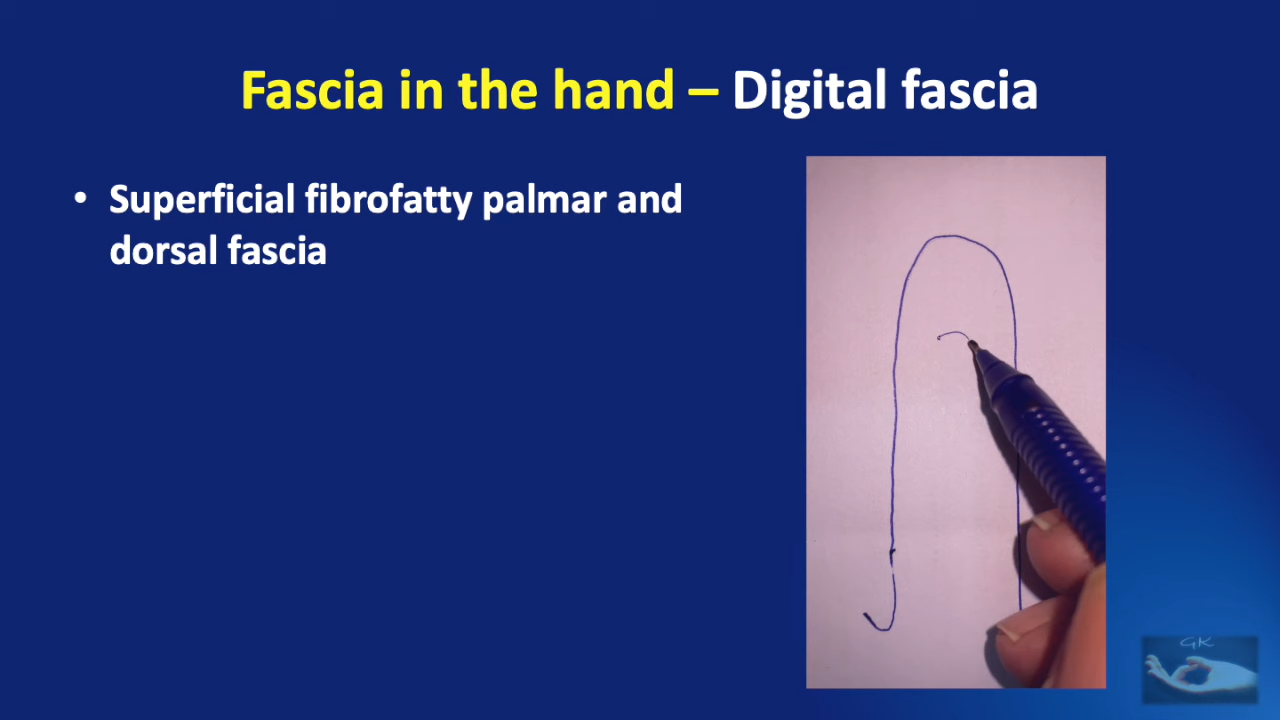 Fascia in the hand – Digital fascia
• Superficial fibrofatty palmar and
dorsal fascia
GK